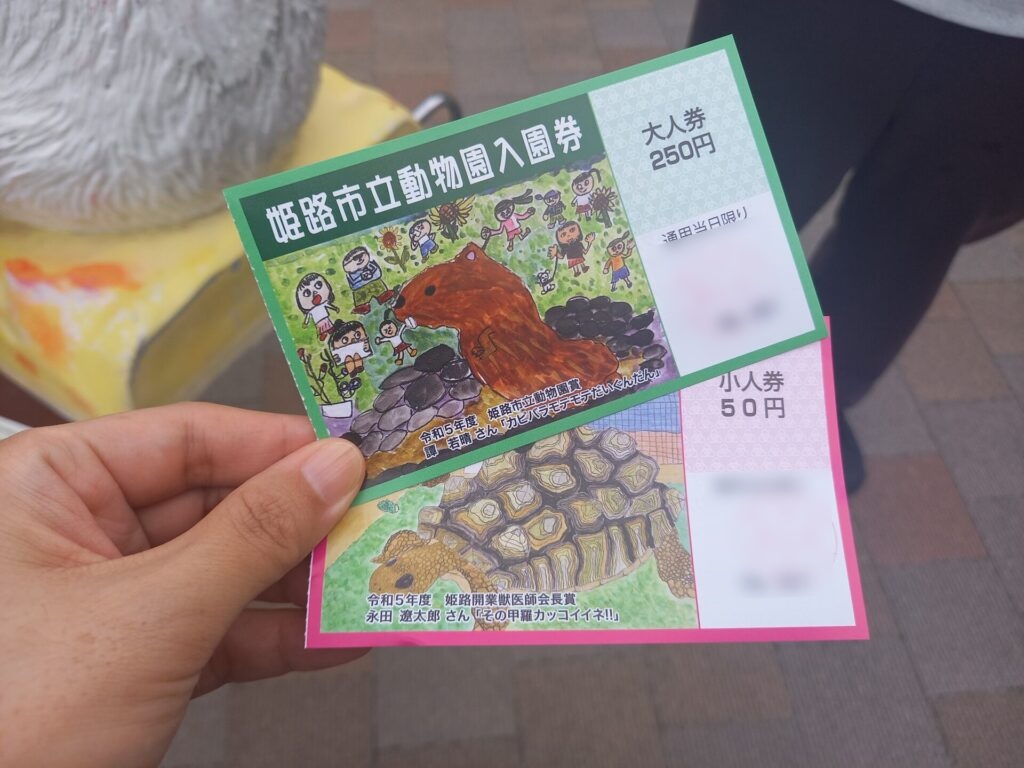 姫路市立動物園入園券
大人券
250円
通用当日限り
令和5年度 姫路市立動物園賞
譚 若晴 さん「カピバラモテモテだいぐんだん」
小人券
50円
令和5年度 姫路開業獣医師会長賞
永田 遼太郎 さん「その甲羅カッコイイネ!!」